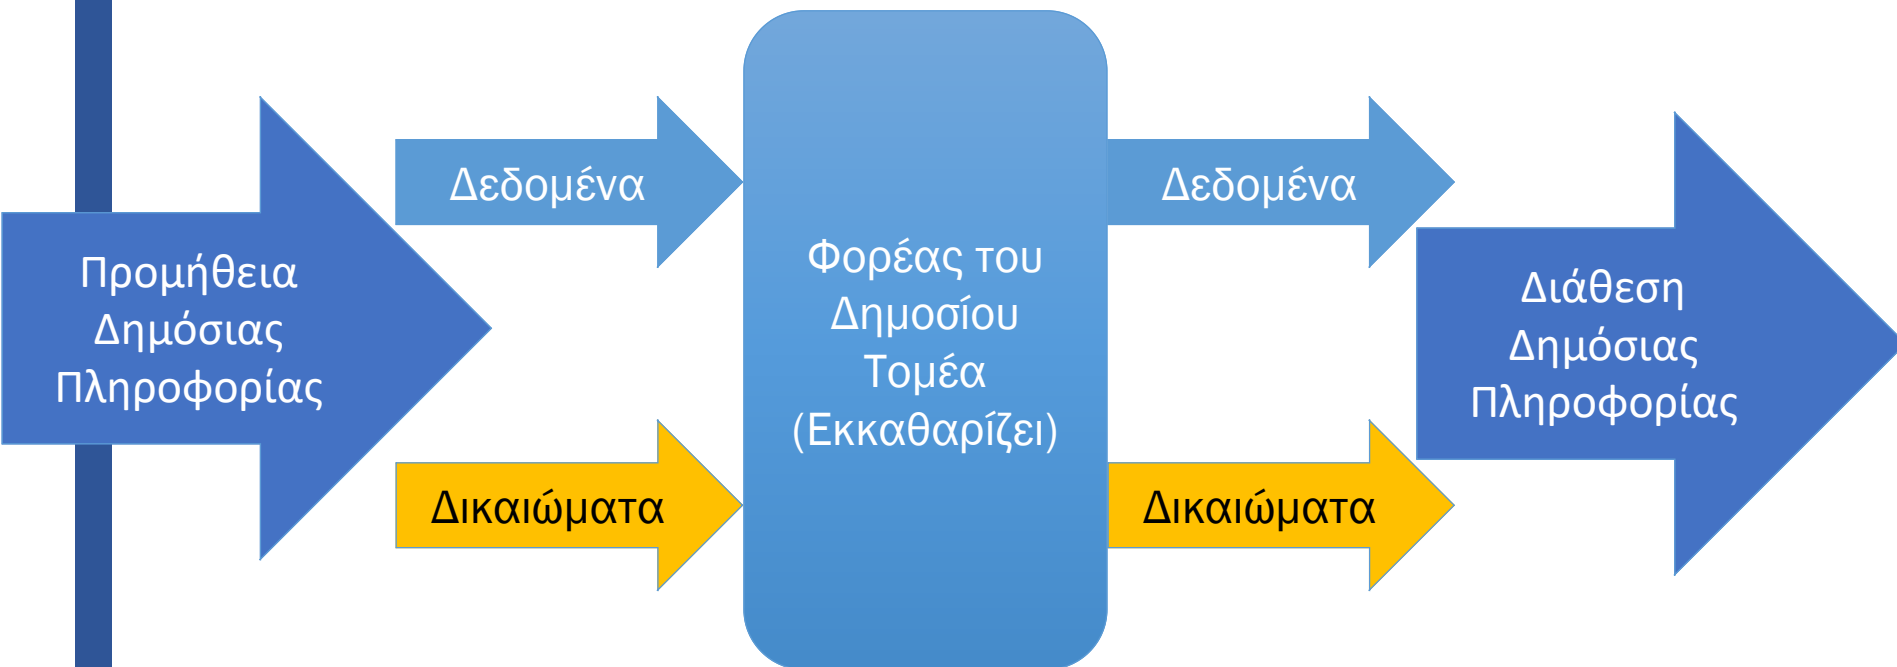 Προμήθεια
Δημόσιας
Πληροφορίας
Δεδομένα
Δικαιώματα
Φορέας του
Δημοσίου
Τομέα
(Εκκαθαρίζει)
Δεδομένα
Δικαιώματα
Διάθεση
Δημόσιας
Πληροφορίας